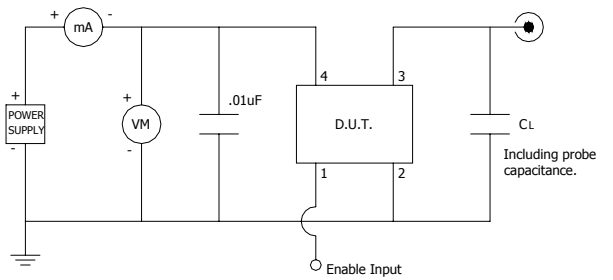 + mA -
4 3
.01uF
+
POWER
SUPPLY
-
+
VM
-
D.U.T.
CL
Including probe
capacitance.
1 2
Enable Input